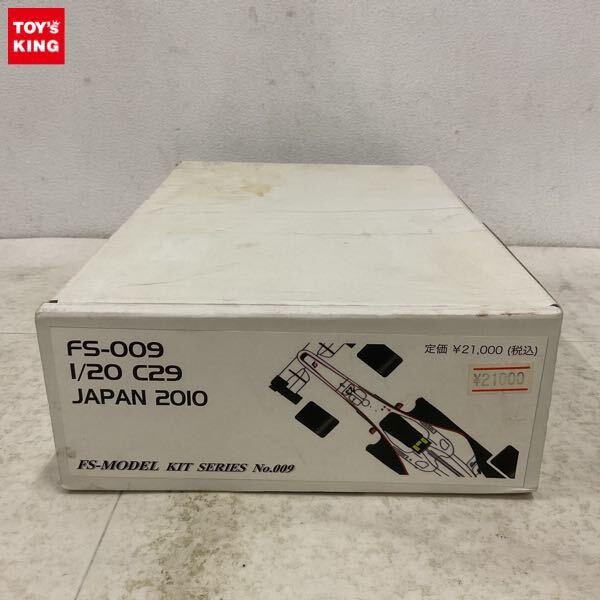 TOY's
KING
FS-009
1/20 C29
JAPAN 2010
定価 ¥21,000 (税込)
¥21000
FS-MODEL KIT SERIES No.009